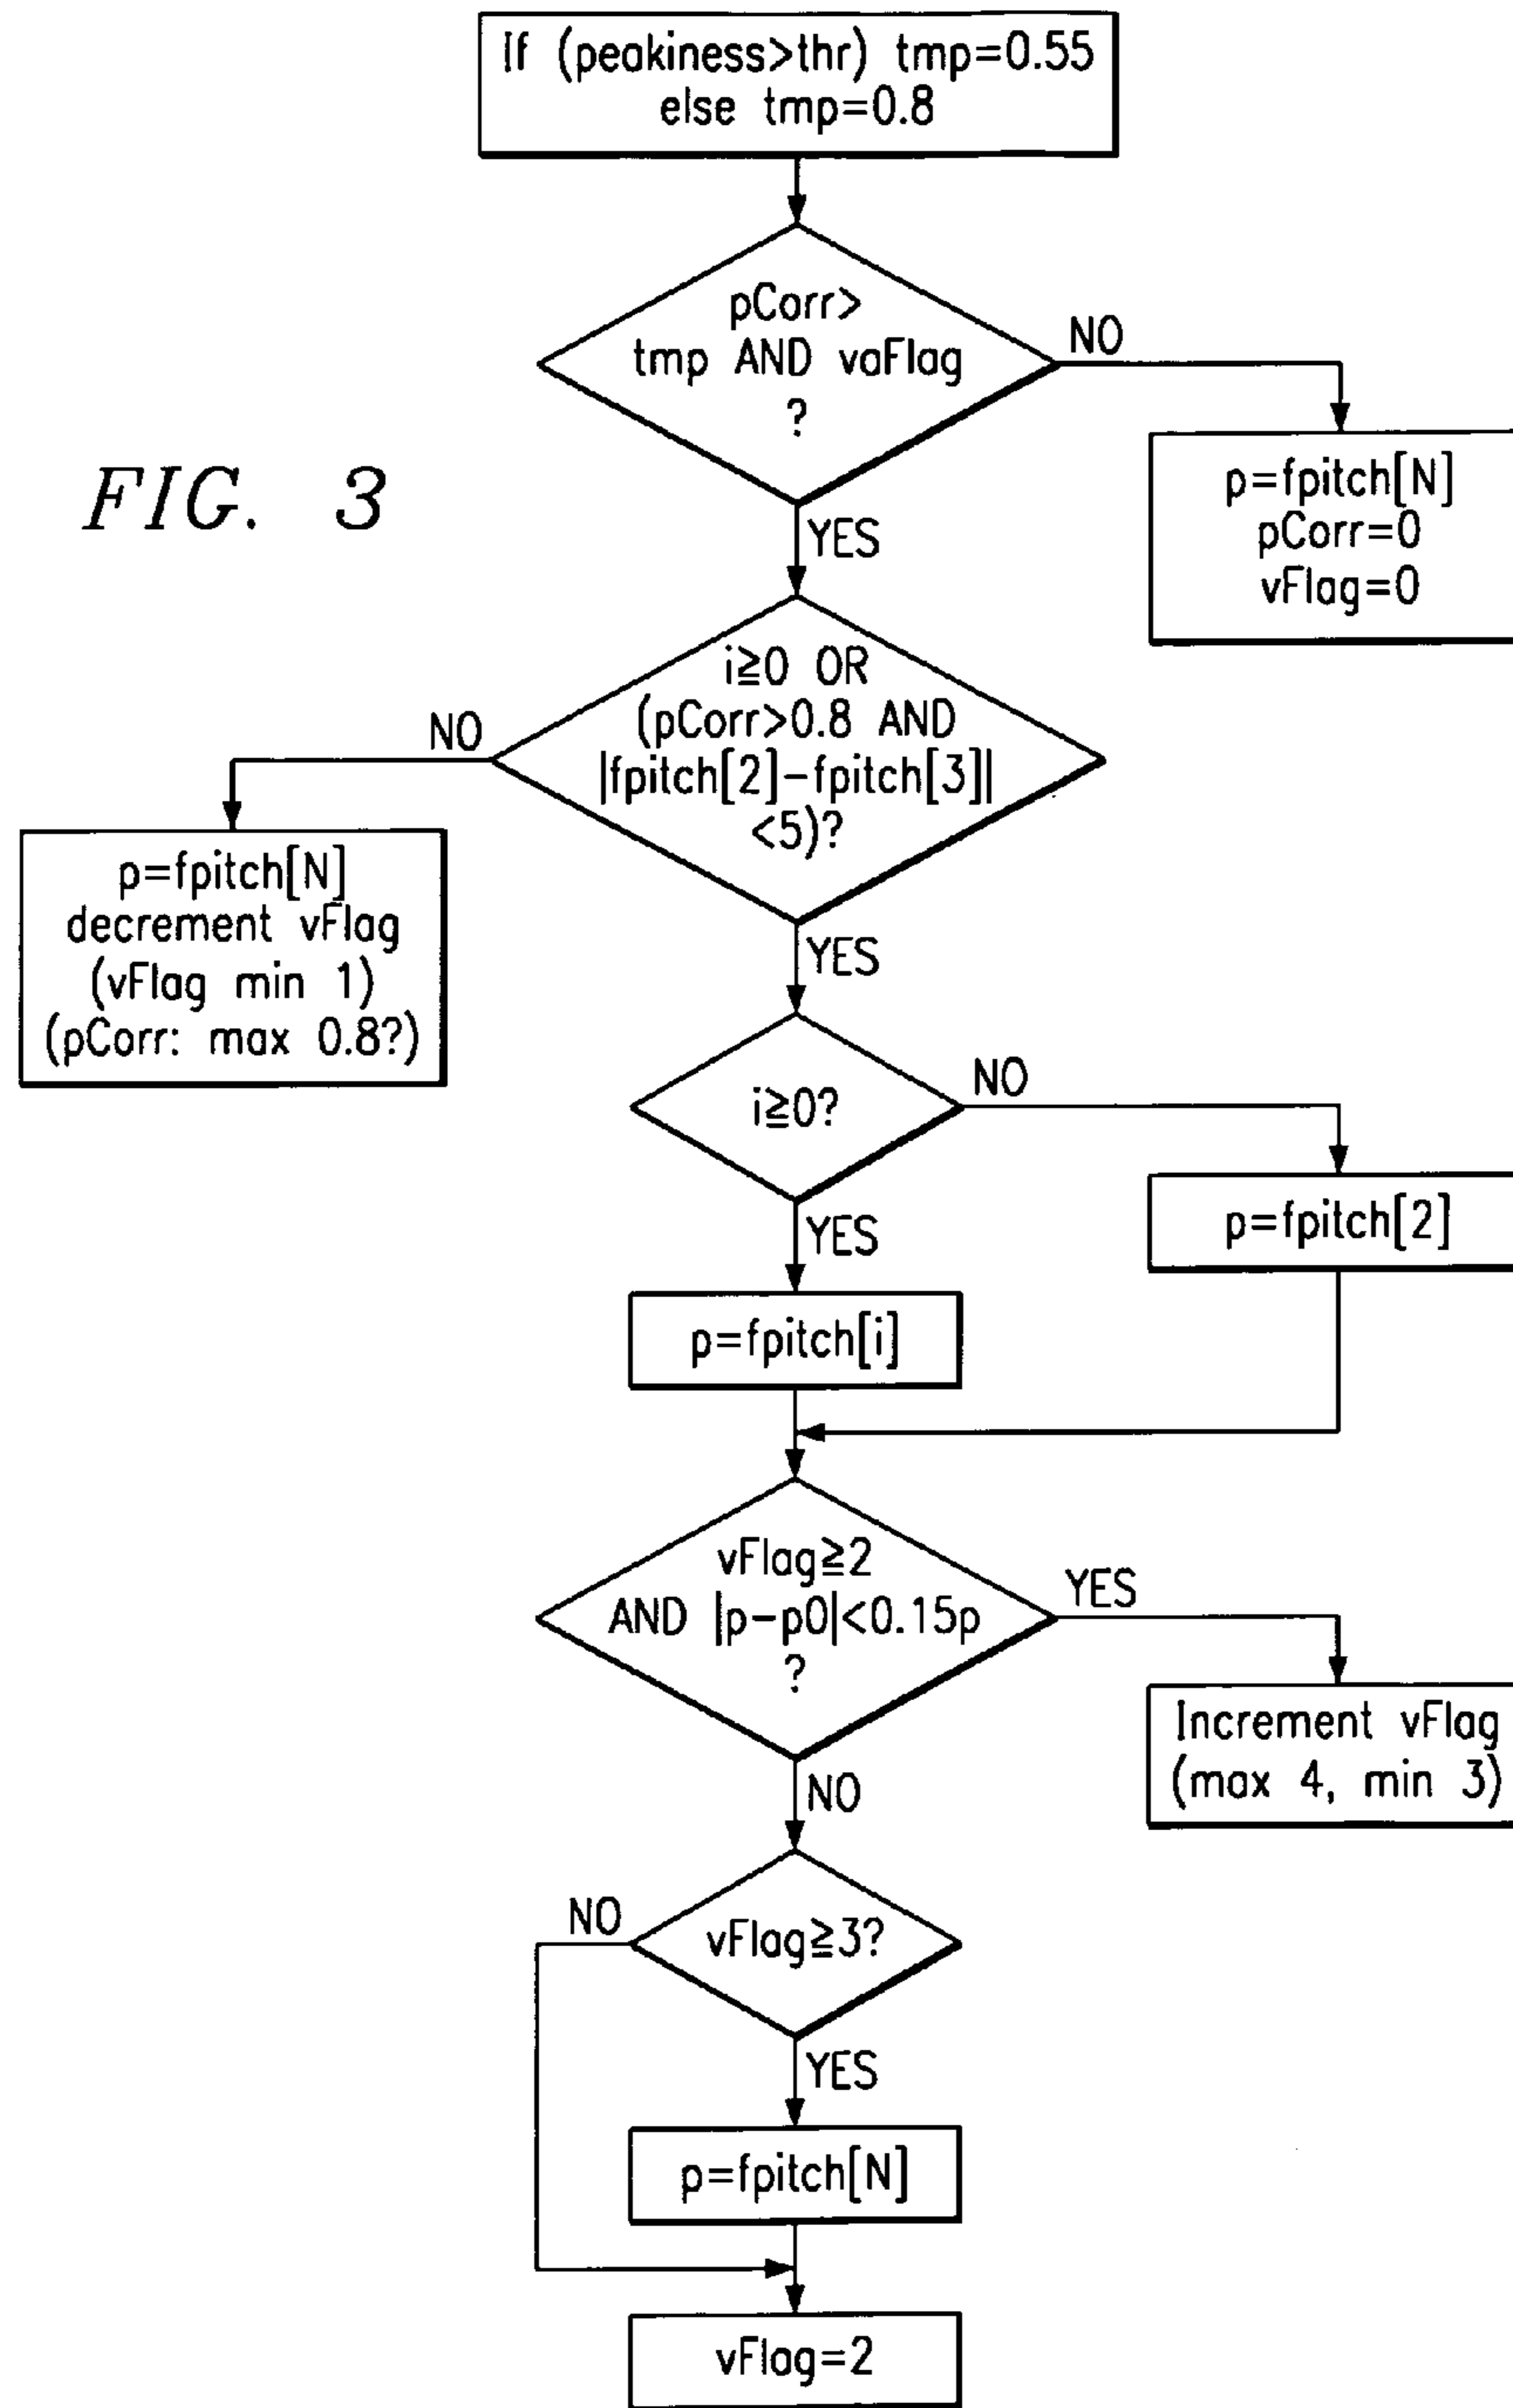 If (peakiness>thr) tmp=0.55
else tmp=0.8
pCorr>
tmp AND vaFlag
?
NO
p=fpitch[N]
pCorr=0
vFlag=0
FIG. 3
YES
i≧0 OR
(pCorr>0.8 AND
|fpitch[2]-fpitch[3]|
<5)?
NO
p=fpitch[N]
decrement vFlag
(vFlag min 1)
(pCorr: max 0.8?)
YES
i≧0?
NO
p=fpitch[2]
YES
p=fpitch[i]
vFlag≧2
AND |p-p0|<0.15p
?
YES
Increment vFlag
(max 4, min 3)
NO
vFlag≧3?
NO
YES
p=fpitch[N]
vFlag=2